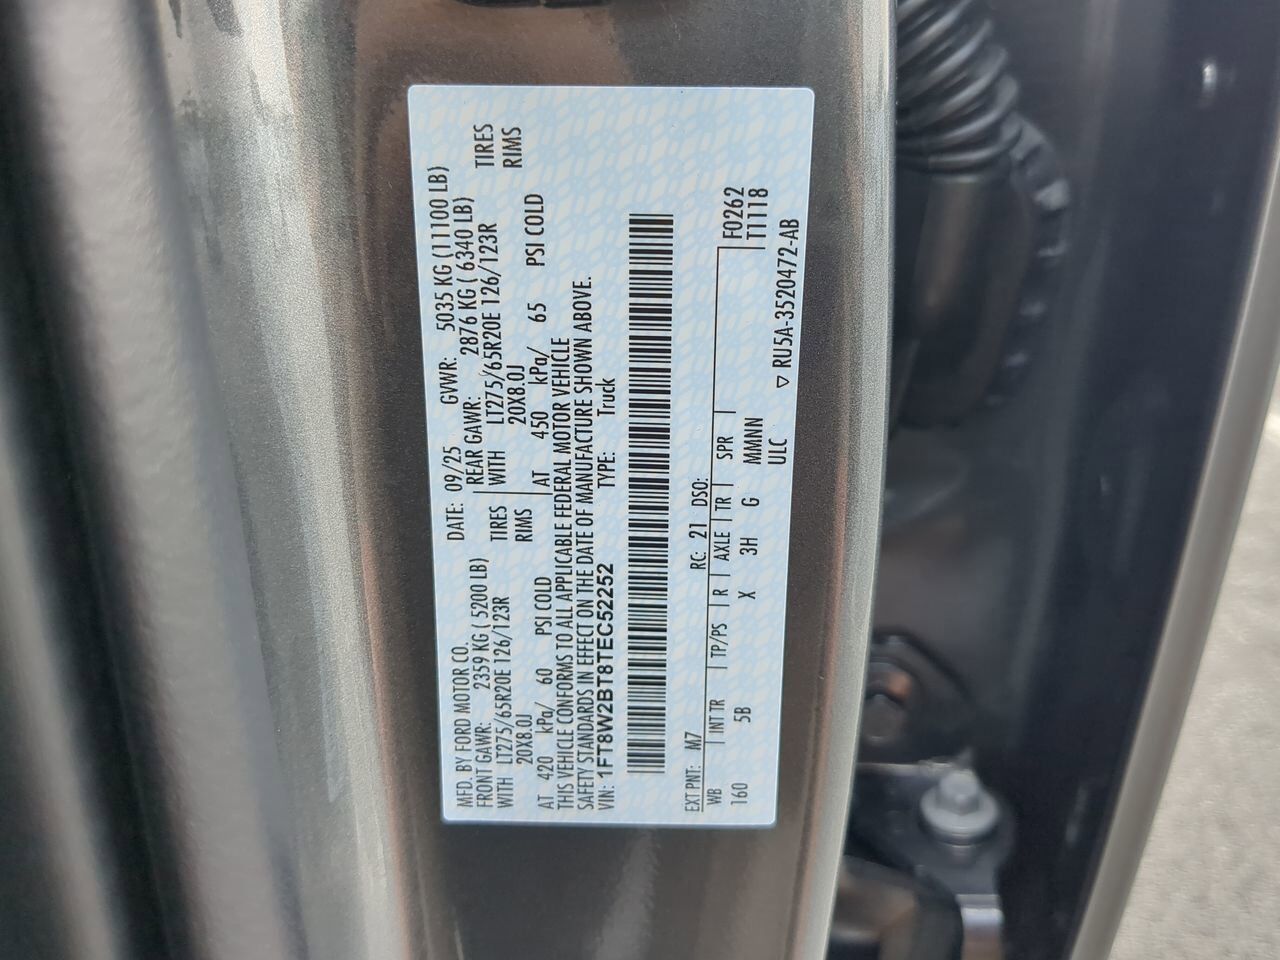 MFD. BY FORD MOTOR CO.
DATE: 09/25 GVWR: 5035 KG (11100 LB)
FRONT GAWR: 2359 KG ( 5200 LB)
REAR GAWR: 2876 KG ( 6340 LB)
WITH LT275/65R20E 126/123R TIRES
WITH LT275/65R20E 126/123R TIRES
20X8.0J RIMS
20X8.0J RIMS
AT 420 kPa/ 60 PSI COLD
AT 450 kPa/ 65 PSI COLD
THIS VEHICLE CONFORMS TO ALL APPLICABLE FEDERAL MOTOR VEHICLE
SAFETY STANDARDS IN EFFECT ON THE DATE OF MANUFACTURE SHOWN ABOVE.
VIN: 1FT8W2BT8TEC52252 TYPE: Truck
EXT PNT: M7 RC: 21 DSO: F0262
WB INT TR TP/PS R AXLE TR SPR T1118
160 5B X 3H G MMNN
ULC
▽ RU5A-3520472-AB